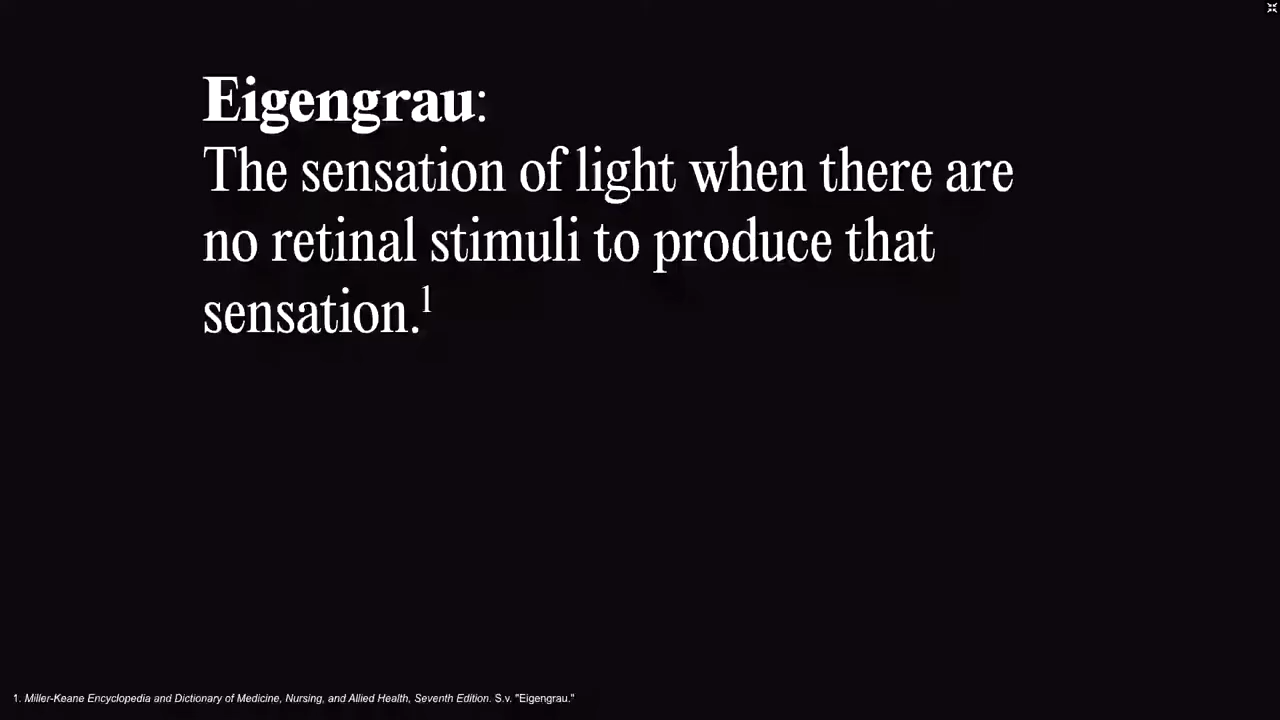 Eigengrau:
The sensation of light when there are
no retinal stimuli to produce that
sensation.1
1. Miller-Keane Encyclopedia and Dictionary of Medicine, Nursing, and Allied Health, Seventh Edition. S.v. "Eigengrau."